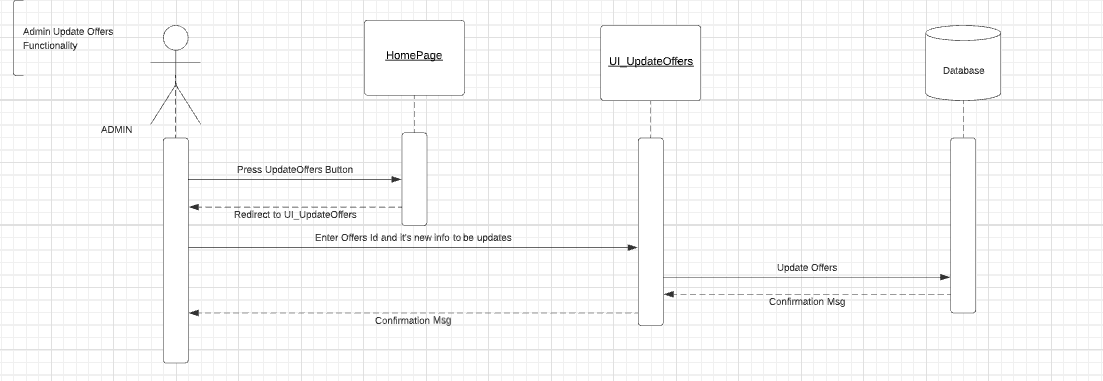 Admin Update Offers
Functionality
HomePage
UI_UpdateOffers
Database
ADMIN
Press UpdateOffers Button
Redirect to UI_UpdateOffers
Enter Offers Id and it's new info to be updates
Update Offers
Confirmation Msg
Confirmation Msg